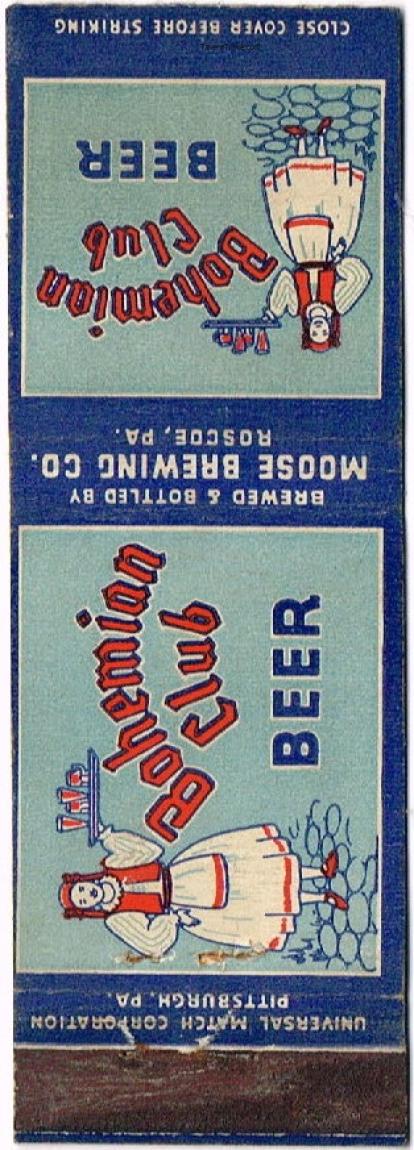 CLOSE COVER BEFORE STRIKING
Bohemian
Club
BEER
BREWED & BOTTLED BY
MOOSE BREWING CO.
ROSCOE, PA.
Bohemian
Club
BEER
UNIVERSAL MATCH CORPORATION
PITTSBURGH, PA.